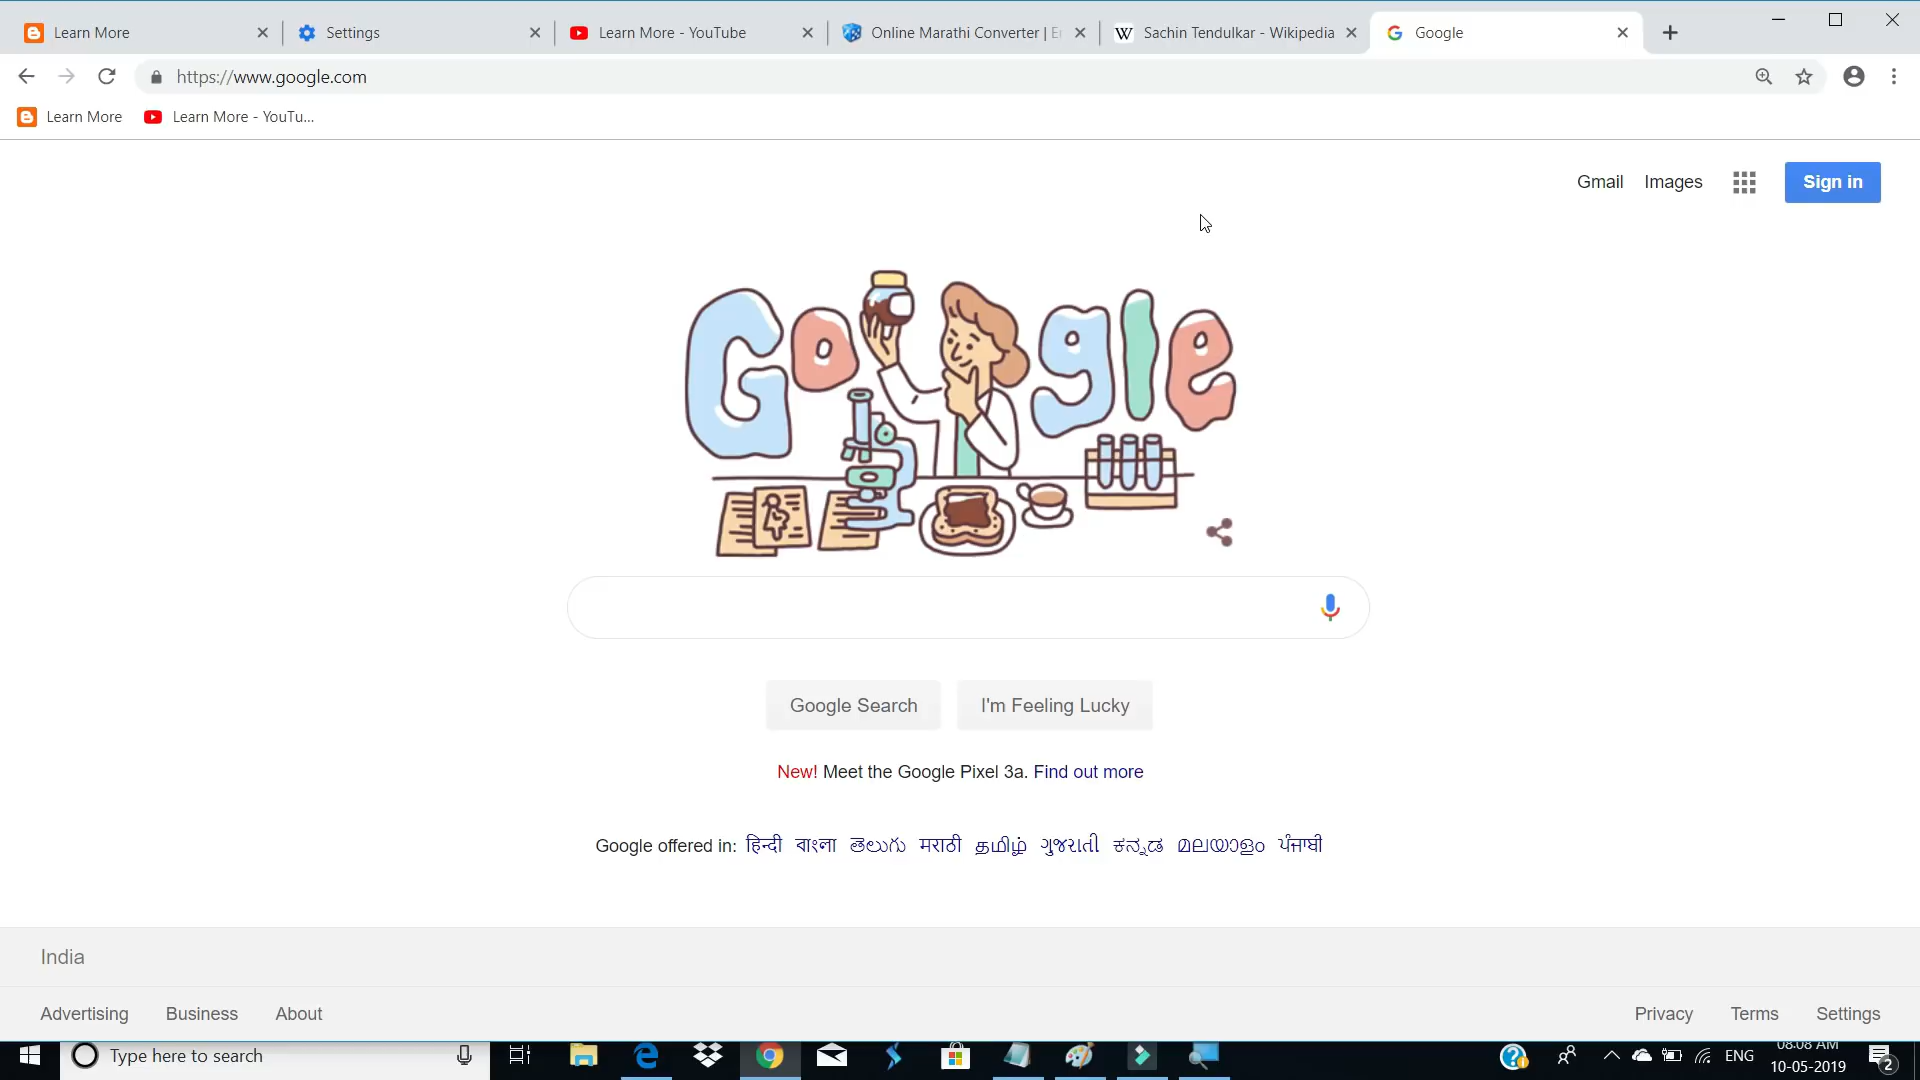 Learn More
Settings
Learn More - YouTube
Online Marathi Converter |
Sachin Tendulkar - Wikipedia
Google
https://www.google.com
Learn More
Learn More - YouTu...
Gmail
Images
Sign in
Google
Google Search
I'm Feeling Lucky
New! Meet the Google Pixel 3a. Find out more
Google offered in: हिन्दी বাংলা తెలుగు मराठी தமிழ் ગુજરાતી ಕನ್ನಡ മലയാളം ਪੰਜਾਬੀ
India
Advertising Business About
Privacy Terms Settings
Type here to search
ENG
08:08 AM
10-05-2019
2